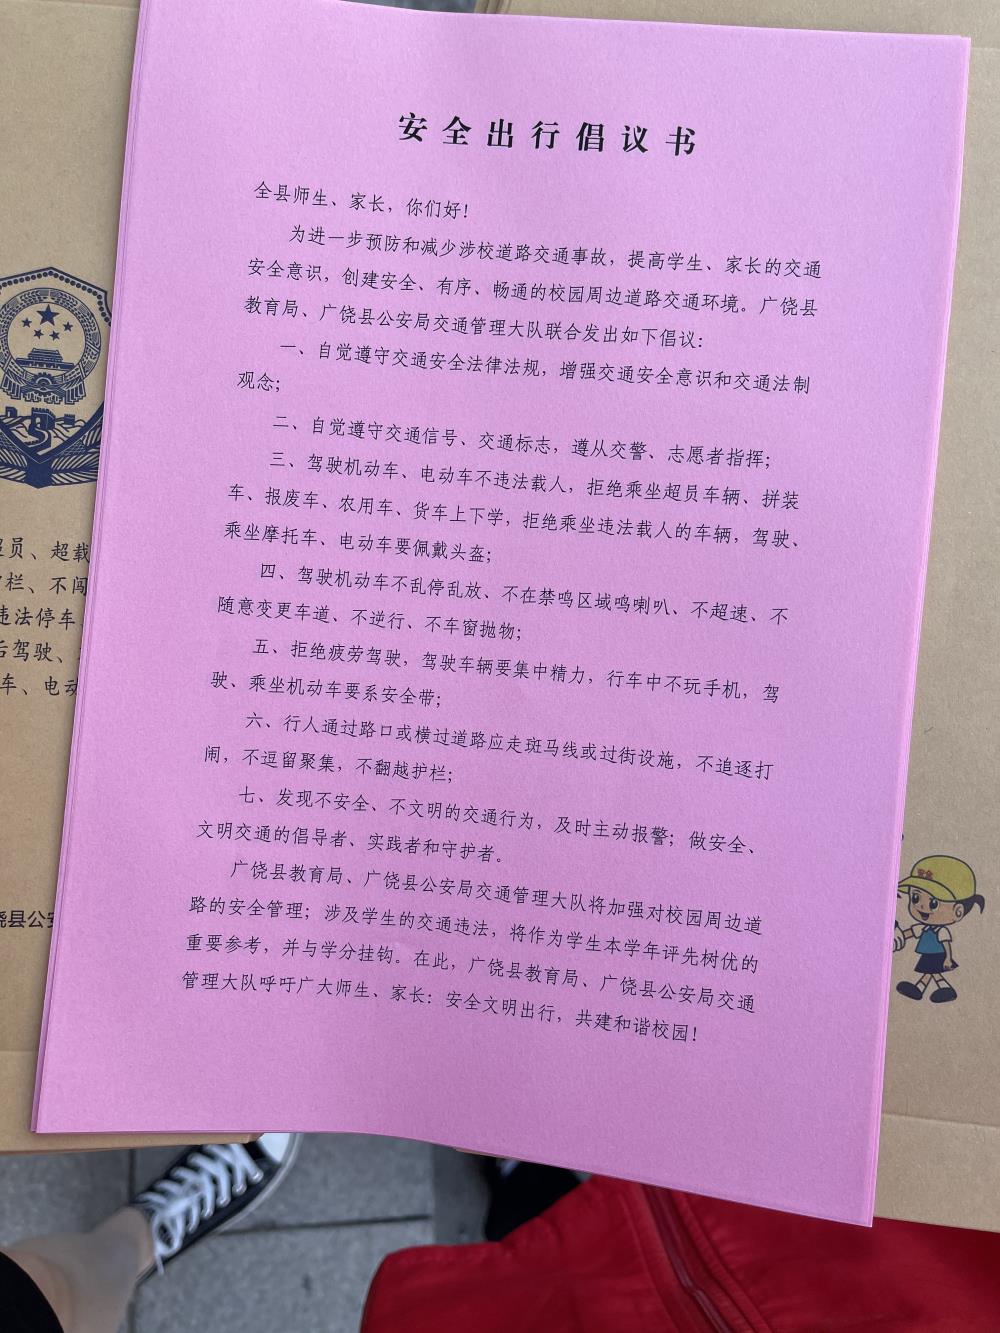 安全出行倡议书
全县师生、家长，你们好！
为进一步预防和减少涉校道路交通事故，提高学生、家长的交通
安全意识，创建安全、有序、畅通的校园周边道路交通环境。广饶县
教育局、广饶县公安局交通管理大队联合发出如下倡议：
一、自觉遵守交通安全法律法规，增强交通安全意识和交通法制
观念；
二、自觉遵守交通信号、交通标志，遵从交警、志愿者指挥；
三、驾驶机动车、电动车不违法载人，拒绝乘坐超员车辆、拼装
车、报废车、农用车、货车上下学，拒绝乘坐违法载人的车辆，驾驶、
乘坐摩托车、电动车要佩戴头盔；
四、驾驶机动车不乱停乱放、不在禁鸣区域鸣喇叭、不超速、不
随意变更车道、不逆行、不车窗抛物；
五、拒绝疲劳驾驶，驾驶车辆要集中精力，行车中不玩手机，驾
驶、乘坐机动车要系安全带；
六、行人通过路口或横过道路应走斑马线或过街设施，不追逐打
闹，不逗留聚集，不翻越护栏；
七、发现不安全、不文明的交通行为，及时主动报警；做安全、
文明交通的倡导者、实践者和守护者。
广饶县教育局、广饶县公安局交通管理大队将加强对校园周边道
路的安全管理；涉及学生的交通违法，将作为学生本学年评先树优的
重要参考，并与学分挂钩。在此，广饶县教育局、广饶县公安局交通
管理大队呼吁广大师生、家长：安全文明出行，共建和谐校园！
员、超载
栏、不闯
违法停车
后驾驶、
车、电动
饶县公安